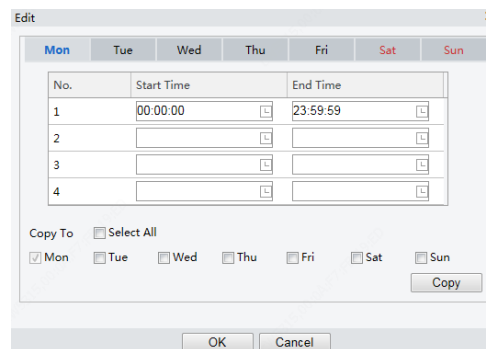 Edit
Mon Tue Wed Thu Fri Sat Sun
No. Start Time End Time
1 00:00:00 23:59:59
2
3
4
Copy To Select All
Mon Tue Wed Thu Fri Sat Sun
Copy
OK Cancel